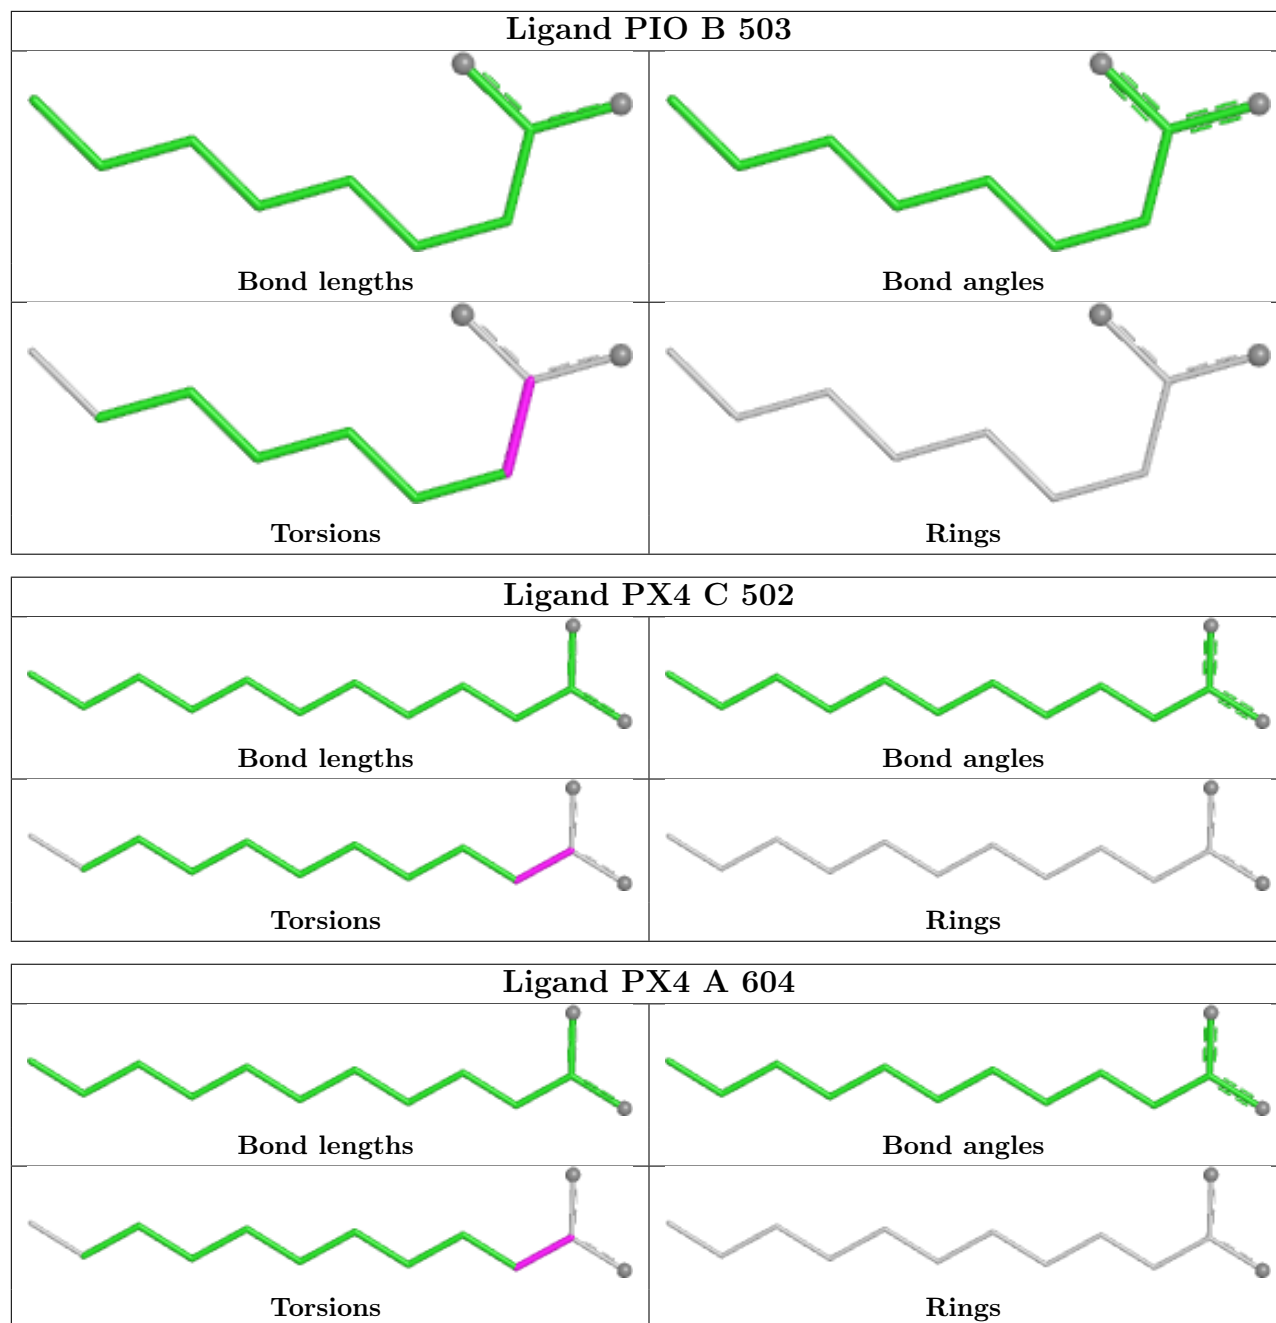 Ligand PIO B 503
Bond lengths
Bond angles
Torsions
Rings
Ligand PX4 C 502
Bond lengths
Bond angles
Torsions
Rings
Ligand PX4 A 604
Bond lengths
Bond angles
Torsions
Rings